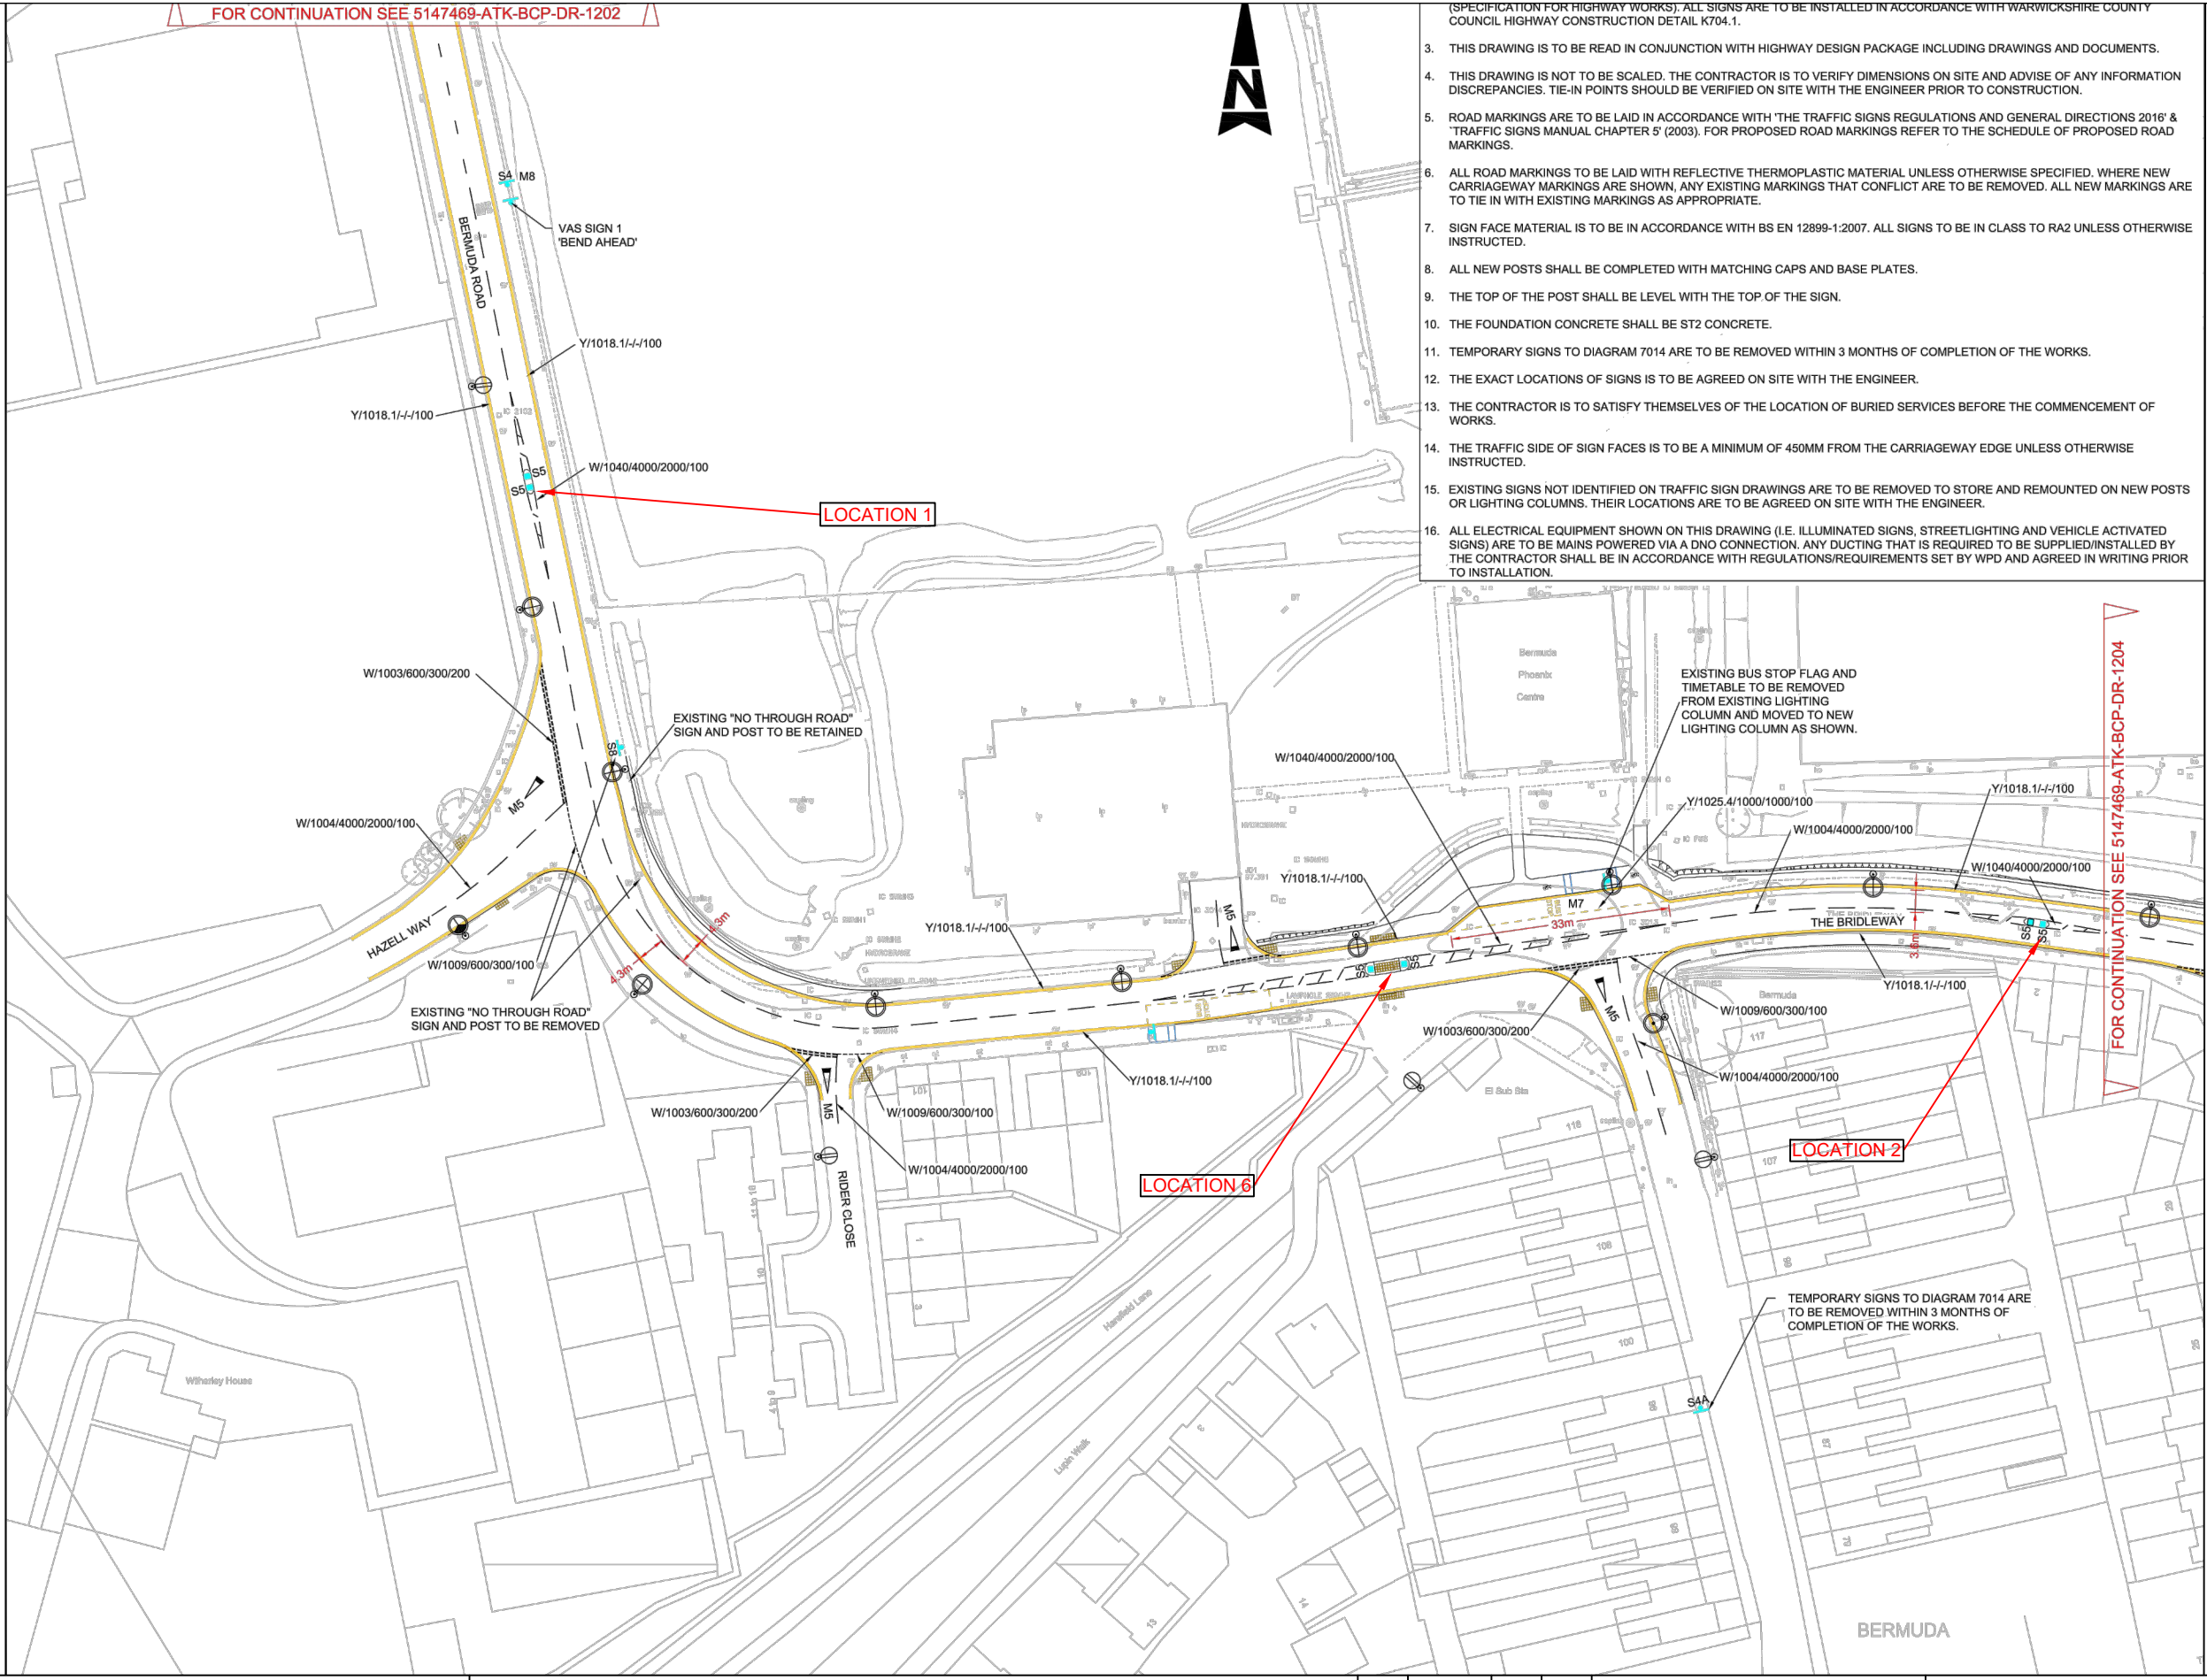 FOR CONTINUATION SEE 5147469-ATK-BCP-DR-1202
N
(SPECIFICATION FOR HIGHWAY WORKS). ALL SIGNS ARE TO BE INSTALLED IN ACCORDANCE WITH WARWICKSHIRE COUNTY
COUNCIL HIGHWAY CONSTRUCTION DETAIL K704.1.
3. THIS DRAWING IS TO BE READ IN CONJUNCTION WITH HIGHWAY DESIGN PACKAGE INCLUDING DRAWINGS AND DOCUMENTS.
4. THIS DRAWING IS NOT TO BE SCALED. THE CONTRACTOR IS TO VERIFY DIMENSIONS ON SITE AND ADVISE OF ANY INFORMATION
DISCREPANCIES. TIE-IN POINTS SHOULD BE VERIFIED ON SITE WITH THE ENGINEER PRIOR TO CONSTRUCTION.
5. ROAD MARKINGS ARE TO BE LAID IN ACCORDANCE WITH 'THE TRAFFIC SIGNS REGULATIONS AND GENERAL DIRECTIONS 2016' &
'TRAFFIC SIGNS MANUAL CHAPTER 5' (2003). FOR PROPOSED ROAD MARKINGS REFER TO THE SCHEDULE OF PROPOSED ROAD
MARKINGS.
6. ALL ROAD MARKINGS TO BE LAID WITH REFLECTIVE THERMOPLASTIC MATERIAL UNLESS OTHERWISE SPECIFIED. WHERE NEW
CARRIAGEWAY MARKINGS ARE SHOWN, ANY EXISTING MARKINGS THAT CONFLICT ARE TO BE REMOVED. ALL NEW MARKINGS ARE
TO TIE IN WITH EXISTING MARKINGS AS APPROPRIATE.
7. SIGN FACE MATERIAL IS TO BE IN ACCORDANCE WITH BS EN 12899-1:2007. ALL SIGNS TO BE IN CLASS TO RA2 UNLESS OTHERWISE
INSTRUCTED.
8. ALL NEW POSTS SHALL BE COMPLETED WITH MATCHING CAPS AND BASE PLATES.
9. THE TOP OF THE POST SHALL BE LEVEL WITH THE TOP OF THE SIGN.
10. THE FOUNDATION CONCRETE SHALL BE ST2 CONCRETE.
11. TEMPORARY SIGNS TO DIAGRAM 7014 ARE TO BE REMOVED WITHIN 3 MONTHS OF COMPLETION OF THE WORKS.
12. THE EXACT LOCATIONS OF SIGNS IS TO BE AGREED ON SITE WITH THE ENGINEER.
13. THE CONTRACTOR IS TO SATISFY THEMSELVES OF THE LOCATION OF BURIED SERVICES BEFORE THE COMMENCEMENT OF
WORKS.
14. THE TRAFFIC SIDE OF SIGN FACES IS TO BE A MINIMUM OF 450MM FROM THE CARRIAGEWAY EDGE UNLESS OTHERWISE
INSTRUCTED.
15. EXISTING SIGNS NOT IDENTIFIED ON TRAFFIC SIGN DRAWINGS ARE TO BE REMOVED TO STORE AND REMOUNTED ON NEW POSTS
OR LIGHTING COLUMNS. THEIR LOCATIONS ARE TO BE AGREED ON SITE WITH THE ENGINEER.
16. ALL ELECTRICAL EQUIPMENT SHOWN ON THIS DRAWING (I.E. ILLUMINATED SIGNS, STREETLIGHTING AND VEHICLE ACTIVATED
SIGNS) ARE TO BE MAINS POWERED VIA A DNO CONNECTION. ANY DUCTING THAT IS REQUIRED TO BE SUPPLIED/INSTALLED BY
THE CONTRACTOR SHALL BE IN ACCORDANCE WITH REGULATIONS/REQUIREMENTS SET BY WPD AND AGREED IN WRITING PRIOR
TO INSTALLATION.
S4 M8
VAS SIGN 1
'BEND AHEAD'
BERMUDA ROAD
Y/1018.1/-/-/100
Y/1018.1/-/-/100
IC 2102
S5
S5
W/1040/4000/2000/100
LOCATION 1
W/1003/600/300/200
EXISTING "NO THROUGH ROAD"
SIGN AND POST TO BE RETAINED
S8
M5
W/1004/4000/2000/100
HAZELL WAY
W/1009/600/300/100
4.3m
4.3m
EXISTING "NO THROUGH ROAD"
SIGN AND POST TO BE REMOVED
Bermuda
Phoenix
Centre
EXISTING BUS STOP FLAG AND
TIMETABLE TO BE REMOVED
FROM EXISTING LIGHTING
COLUMN AND MOVED TO NEW
LIGHTING COLUMN AS SHOWN.
W/1040/4000/2000/100
Y/1025.4/1000/1000/100
Y/1018.1/-/-/100
W/1004/4000/2000/100
W/1040/4000/2000/100
Y/1018.1/-/-/100
M7
33m
M5
Y/1018.1/-/-/100
THE BRIDLEWAY
3.6m
S5
S5
S5
S5
Y/1018.1/-/-/100
Bermuda
W/1009/600/300/100
W/1003/600/300/200
M5
117
W/1004/4000/2000/100
FOR CONTINUATION SEE 5147469-ATK-BCP-DR-1204
Y/1018.1/-/-/100
W/1003/600/300/200
M5
W/1009/600/300/100
W/1004/4000/2000/100
101
109
RIDER CLOSE
11 to 18
El Sub Sta
118
107
LOCATION 6
LOCATION 2
108
100
98
Harefield Lane
Lupin Walk
Witherley House
TEMPORARY SIGNS TO DIAGRAM 7014 ARE
TO BE REMOVED WITHIN 3 MONTHS OF
COMPLETION OF THE WORKS.
S4A
13
14
BERMUDA